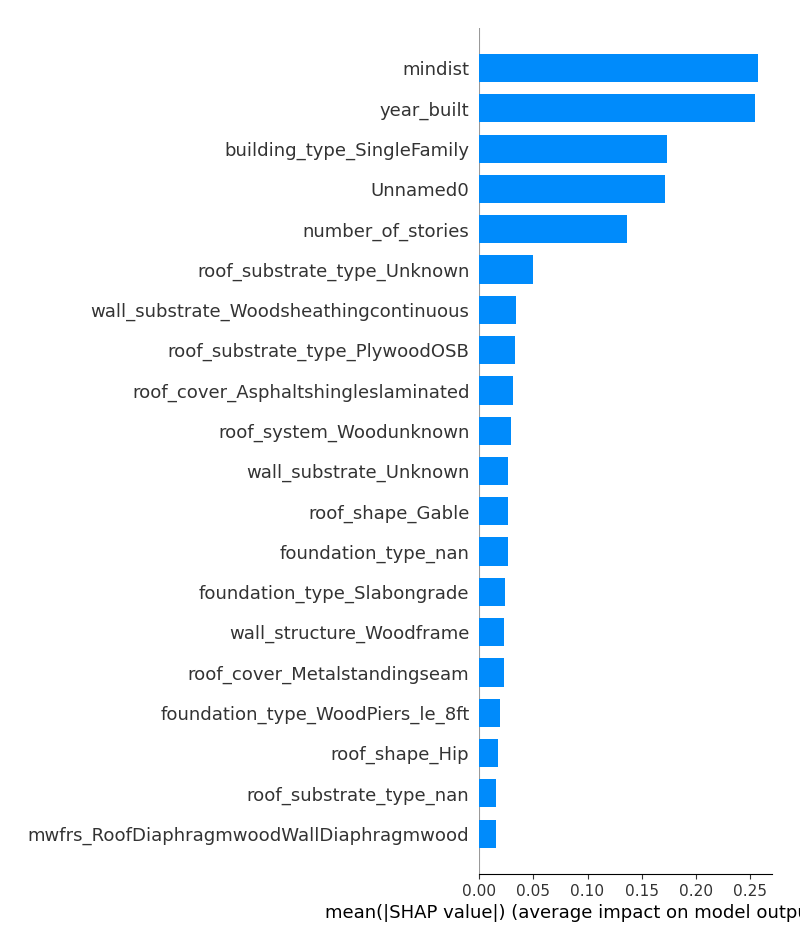 mindist
year_built
building_type_SingleFamily
Unnamed0
number_of_stories
roof_substrate_type_Unknown
wall_substrate_Woodsheathingcontinuous
roof_substrate_type_PlywoodOSB
roof_cover_Asphaltshingleslaminated
roof_system_Woodunknown
wall_substrate_Unknown
roof_shape_Gable
foundation_type_nan
foundation_type_Slabongrade
wall_structure_Woodframe
roof_cover_Metalstandingseam
foundation_type_WoodPiers_le_8ft
roof_shape_Hip
roof_substrate_type_nan
mwfrs_RoofDiaphragmwoodWallDiaphragmwood
0.00 0.05 0.10 0.15 0.20 0.25
mean(|SHAP value|) (average impact on model outpu